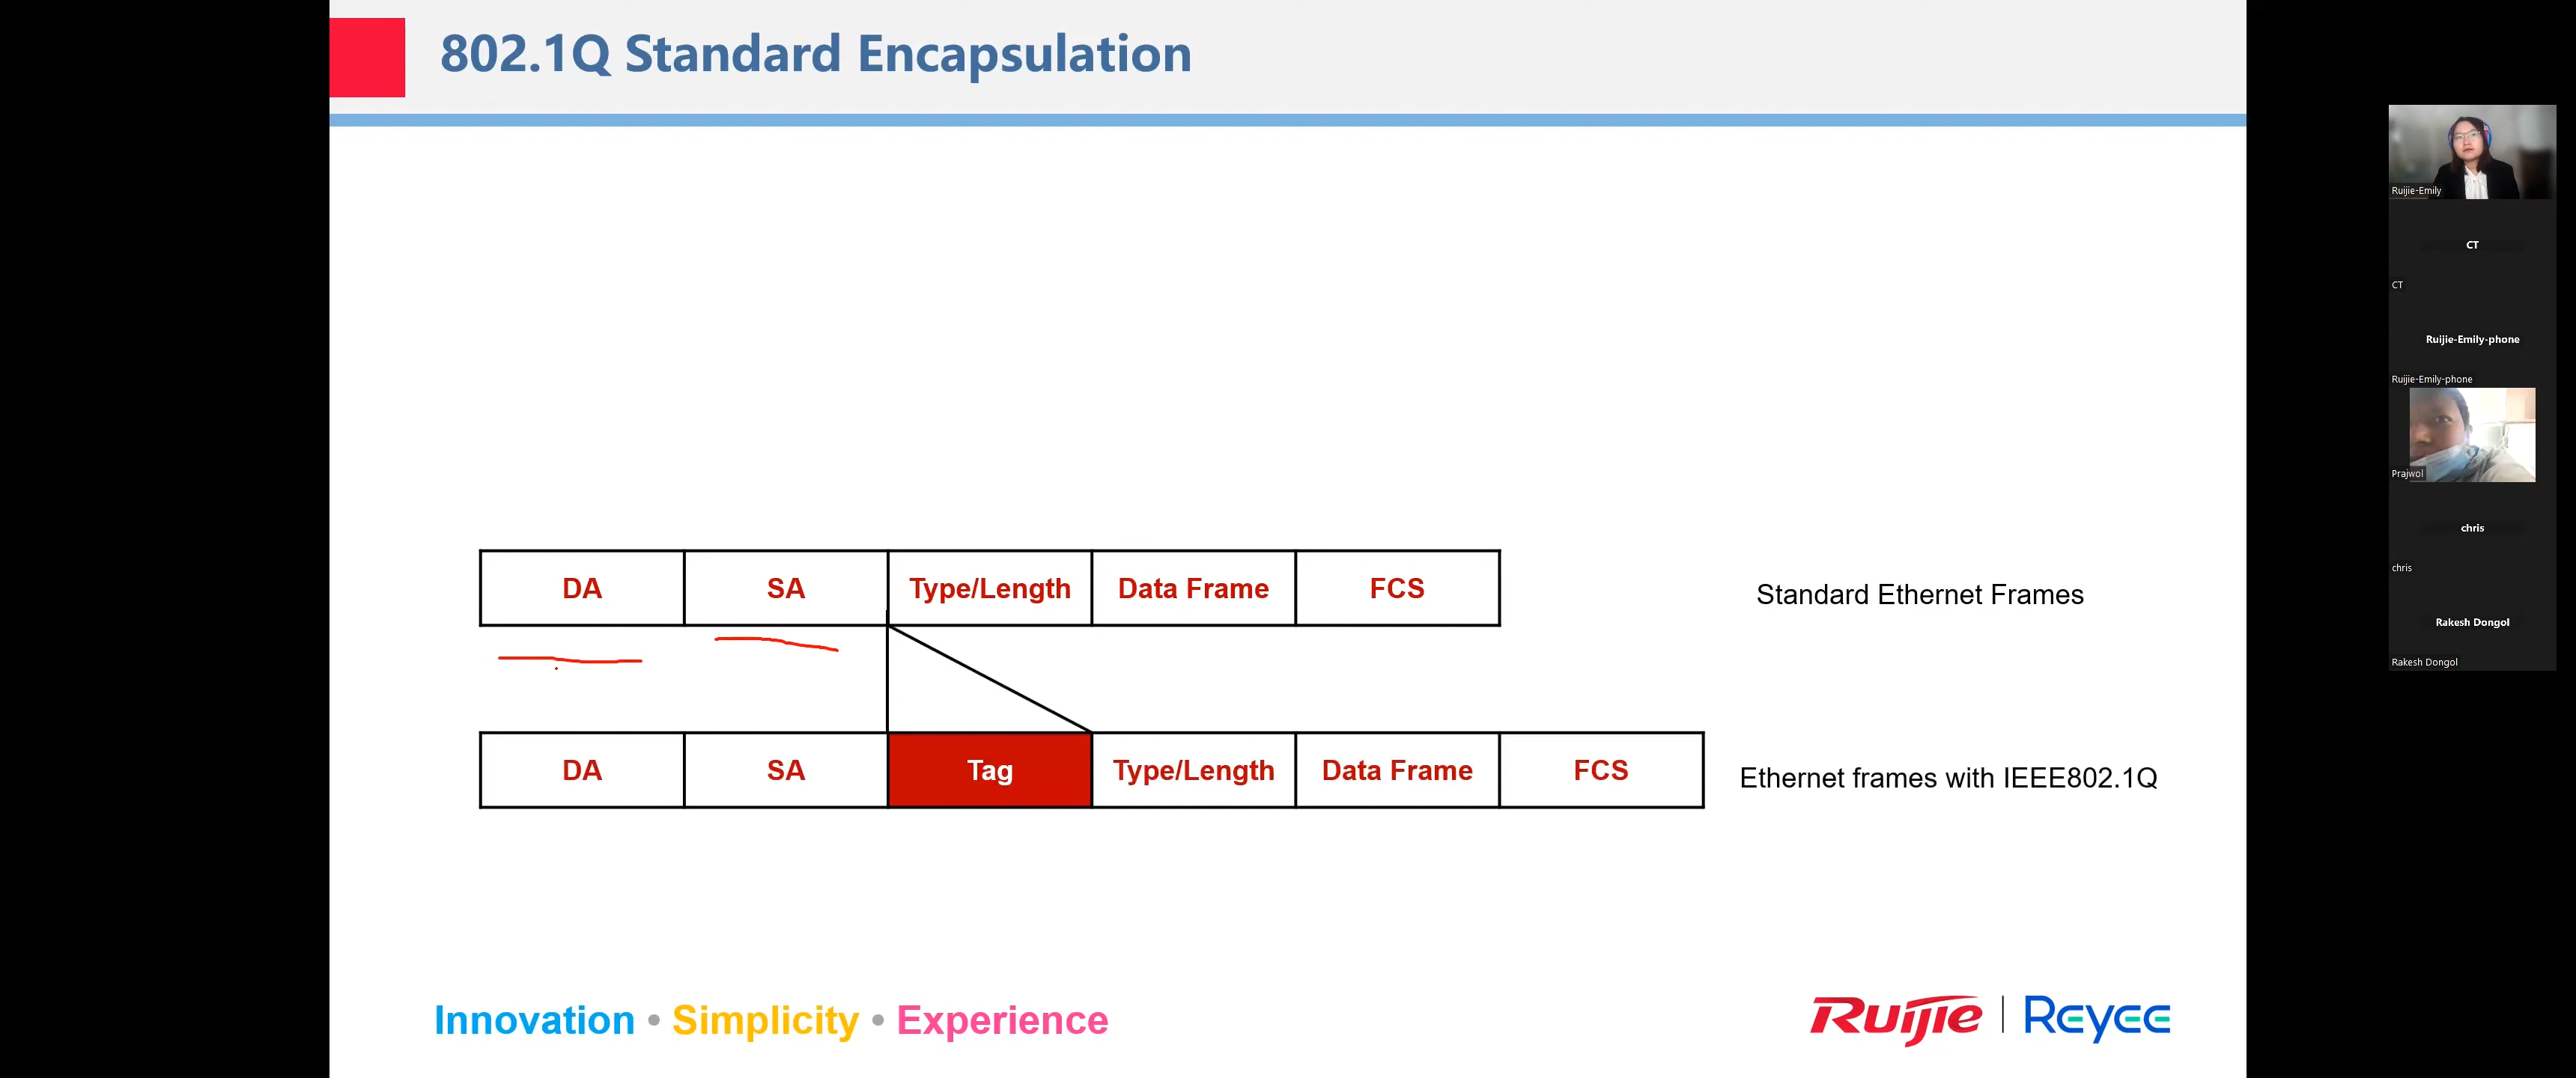 802.1Q Standard Encapsulation
DA SA Type/Length Data Frame FCS Standard Ethernet Frames
DA SA Tag Type/Length Data Frame FCS Ethernet frames with IEEE802.1Q
Innovation • Simplicity • Experience
Ruijie | Reyee
Ruijie-Emily
CT
CT
Ruijie-Emily-phone
Ruijie-Emily-phone
Prajwol
chris
chris
Rakesh Dongol
Rakesh Dongol